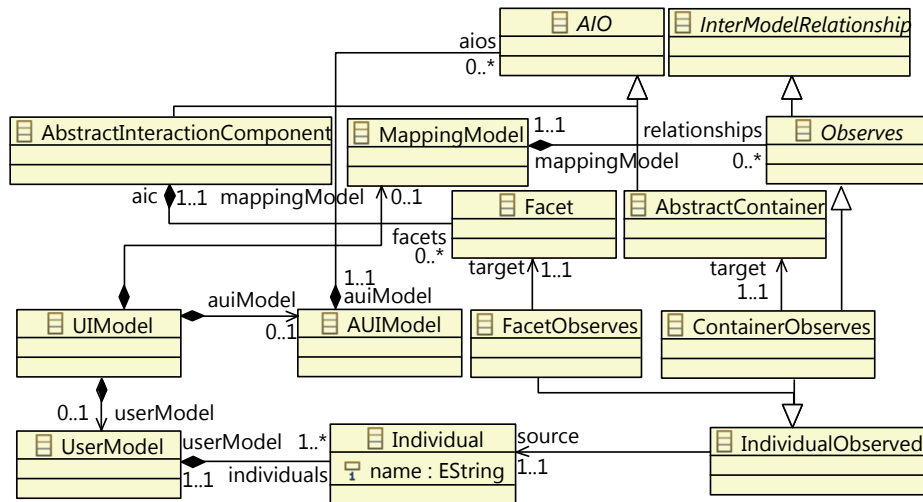 AIO
InterModelRelationship
aios
0..*
AbstractInteractionComponent
MappingModel
1..1
mappingModel
relationships
0..*
Observes
aic
1..1
mappingModel
0..1
Facet
AbstractContainer
facets
0..*
target
1..1
target
1..1
1..1
auiModel
UIModel
auiModel
0..1
AUIModel
FacetObserves
ContainerObserves
0..1
userModel
UserModel
userModel
1..1
1..*
individuals
Individual
name : EString
source
1..1
IndividualObserved